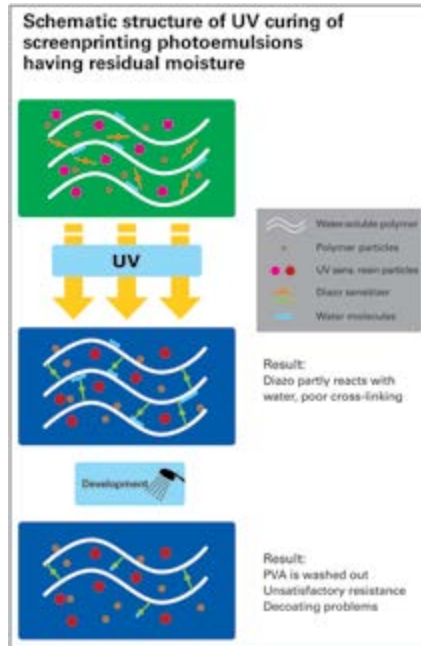 Schematic structure of UV curing of
screenprinting photoemulsions
having residual moisture
UV
Water-soluble polymer
Polymer particles
UV sens. resin particles
Diazo sensitizer
Water molecules
Result:
Diazo partly reacts with
water, poor cross-linking
Development
Result:
PVA is washed out
Unsatisfactory resistance
Decoating problems